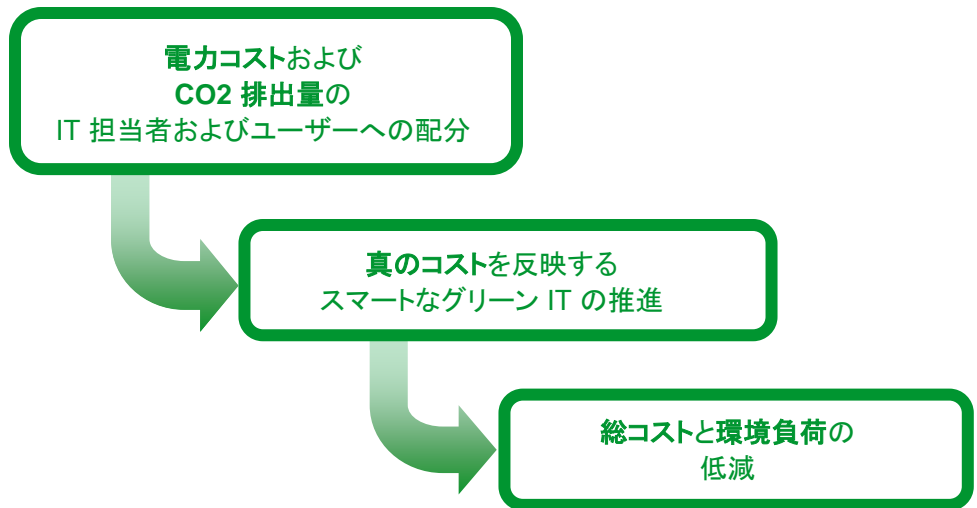 電力コストおよび
CO2 排出量の
IT 担当者およびユーザーへの配分
真のコストを反映する
スマートなグリーン IT の推進
総コストと環境負荷の
低減